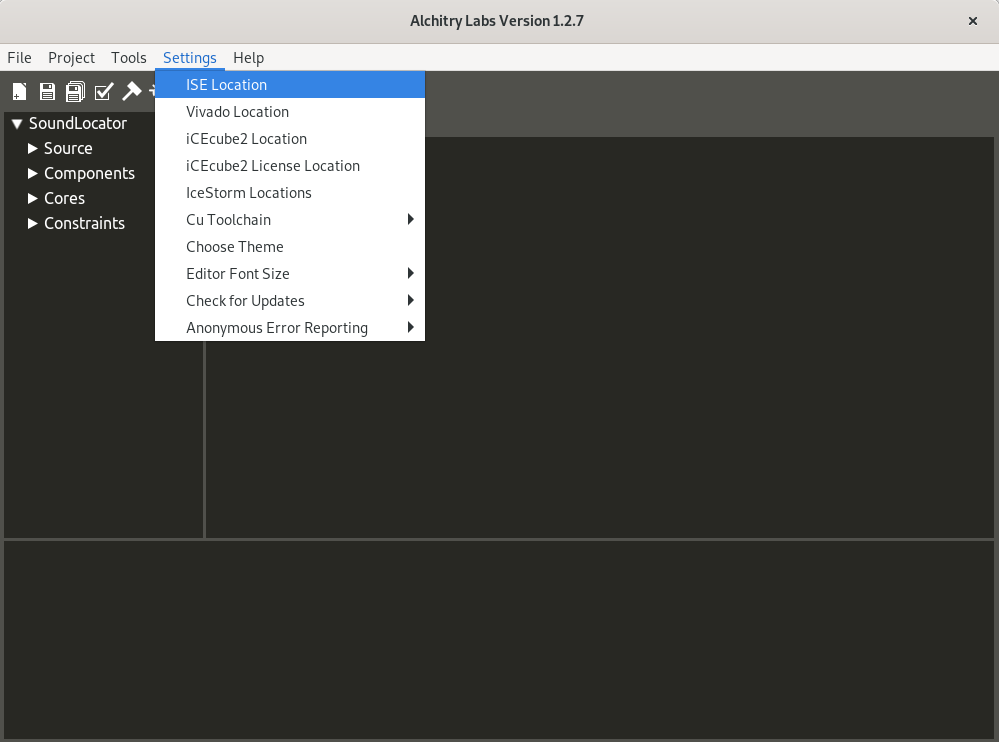 Alchitry Labs Version 1.2.7
File Project Tools Settings Help
ISE Location
Vivado Location
iCEcube2 Location
iCEcube2 License Location
IceStorm Locations
Cu Toolchain
Choose Theme
Editor Font Size
Check for Updates
Anonymous Error Reporting
SoundLocator
Source
Components
Cores
Constraints